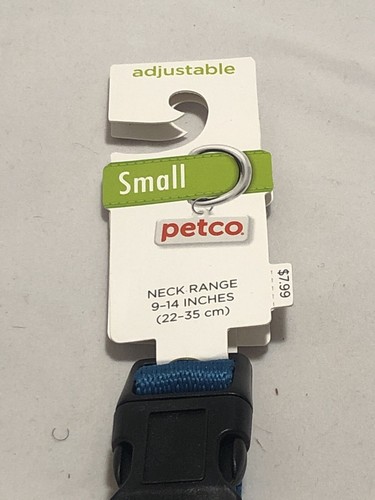 adjustable
Small
petco
NECK RANGE
9-14 INCHES
(22-35 cm)
$7.99